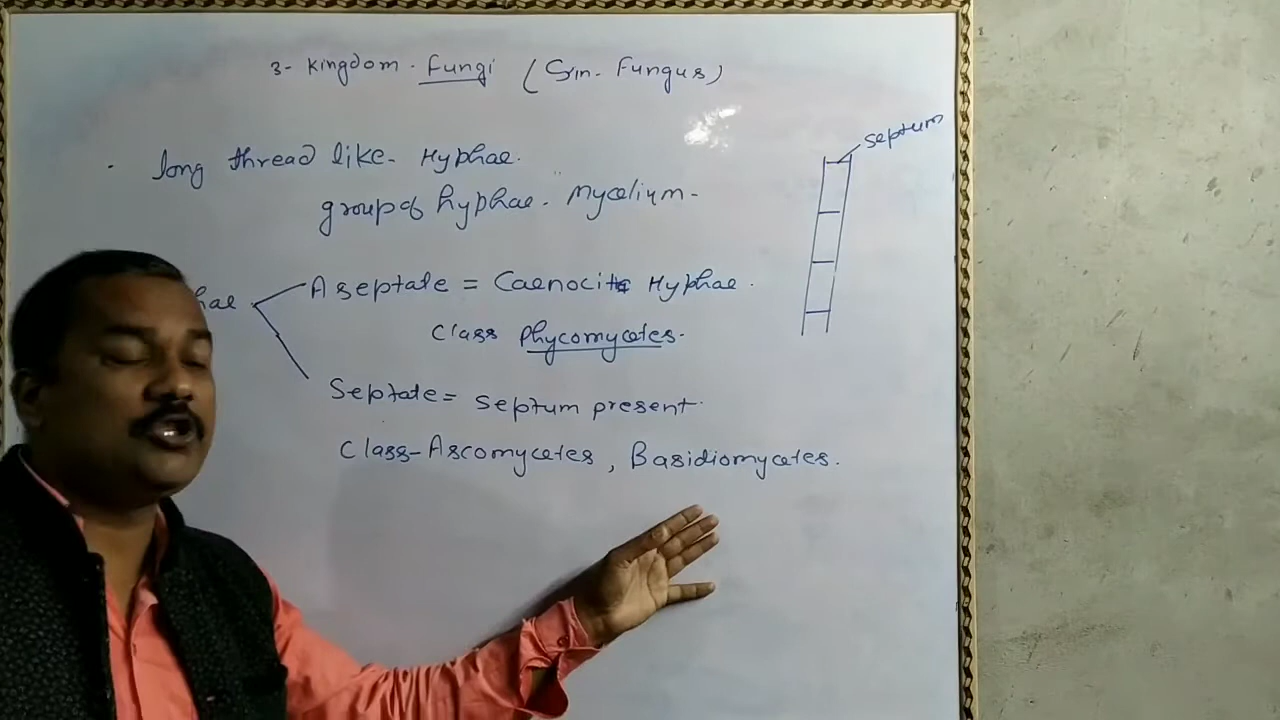 3- Kingdom - Fungi (Sin- Fungus)
septum
long thread like- Hyphae.
group of hyphae. Mycelium-
hae
Aseptate = Caenocite Hyphae.
Class Phycomycetes.
Septate = septum present.
Class-Ascomycetes, Basidiomycetes.